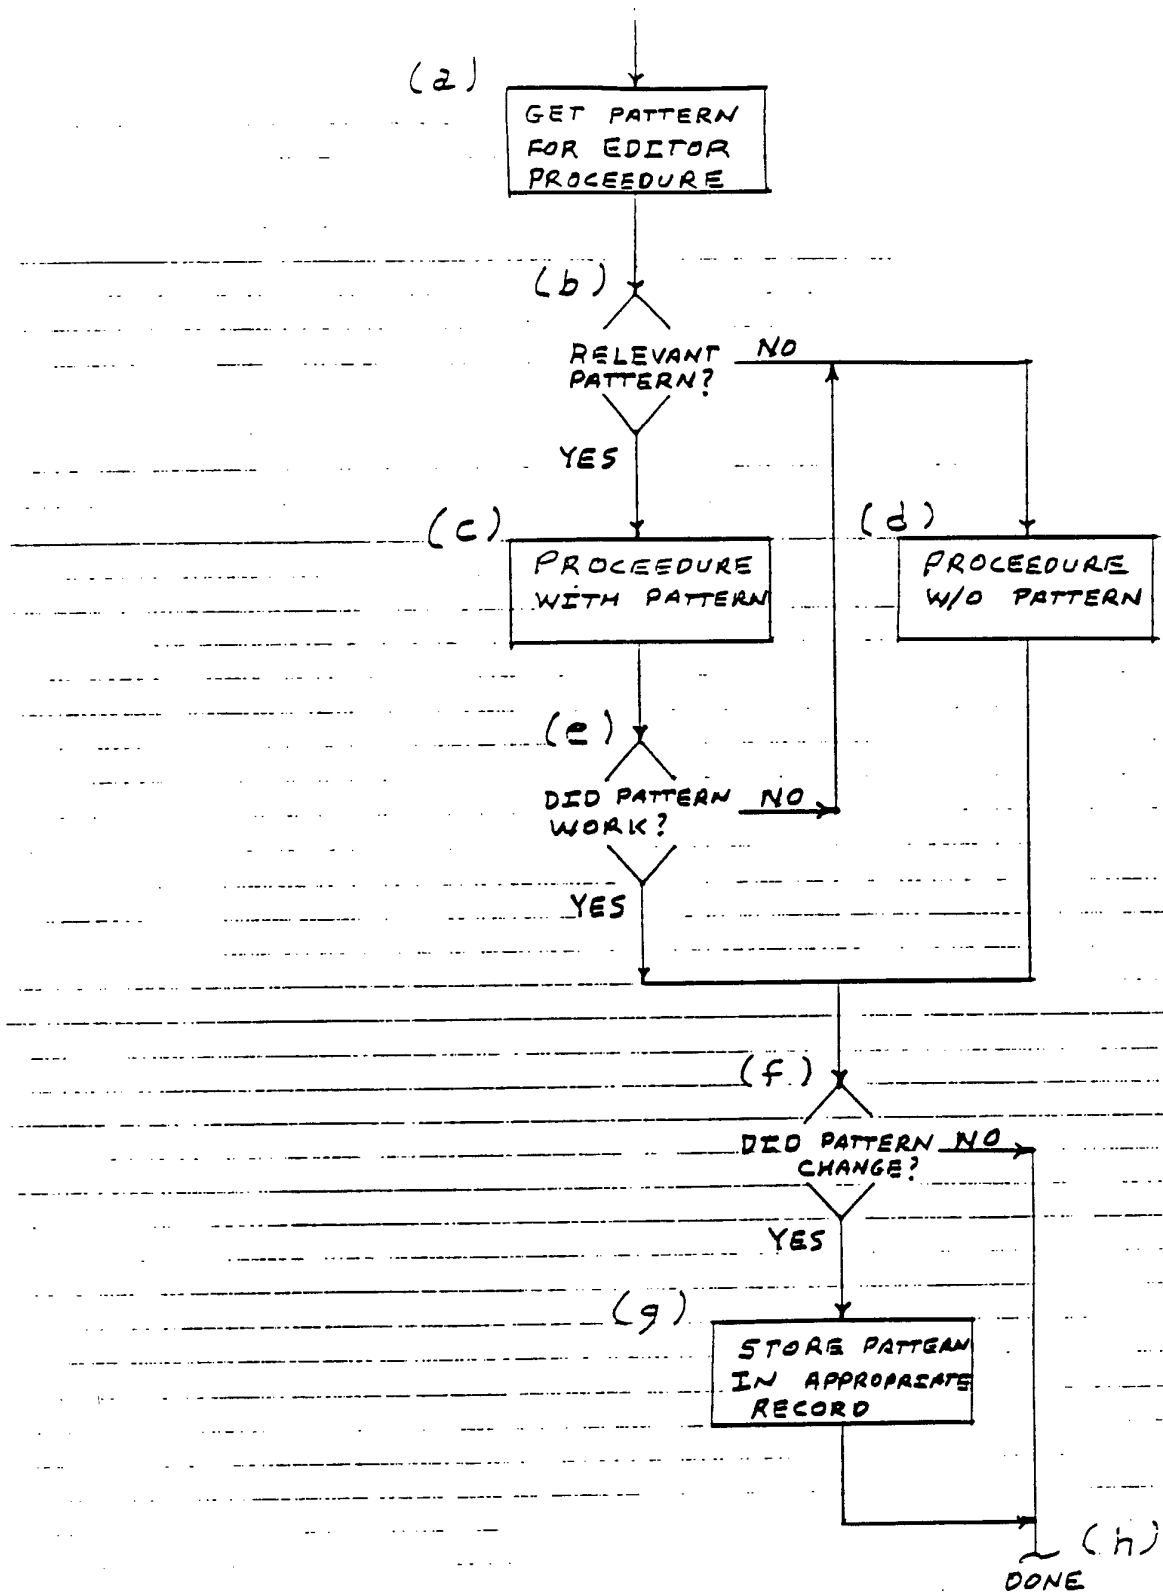 (a)
GET PATTERN
FOR EDITOR
PROCEEDURE
(b)
RELEVANT
PATTERN?
NO
YES
(c)
PROCEEDURE
WITH PATTERN
(d)
PROCEEDURE
W/O PATTERN
(e)
DID PATTERN
WORK?
NO
YES
(f)
DID PATTERN
CHANGE?
NO
YES
(g)
STORE PATTERN
IN APPROPRIATE
RECORD
(h)
DONE